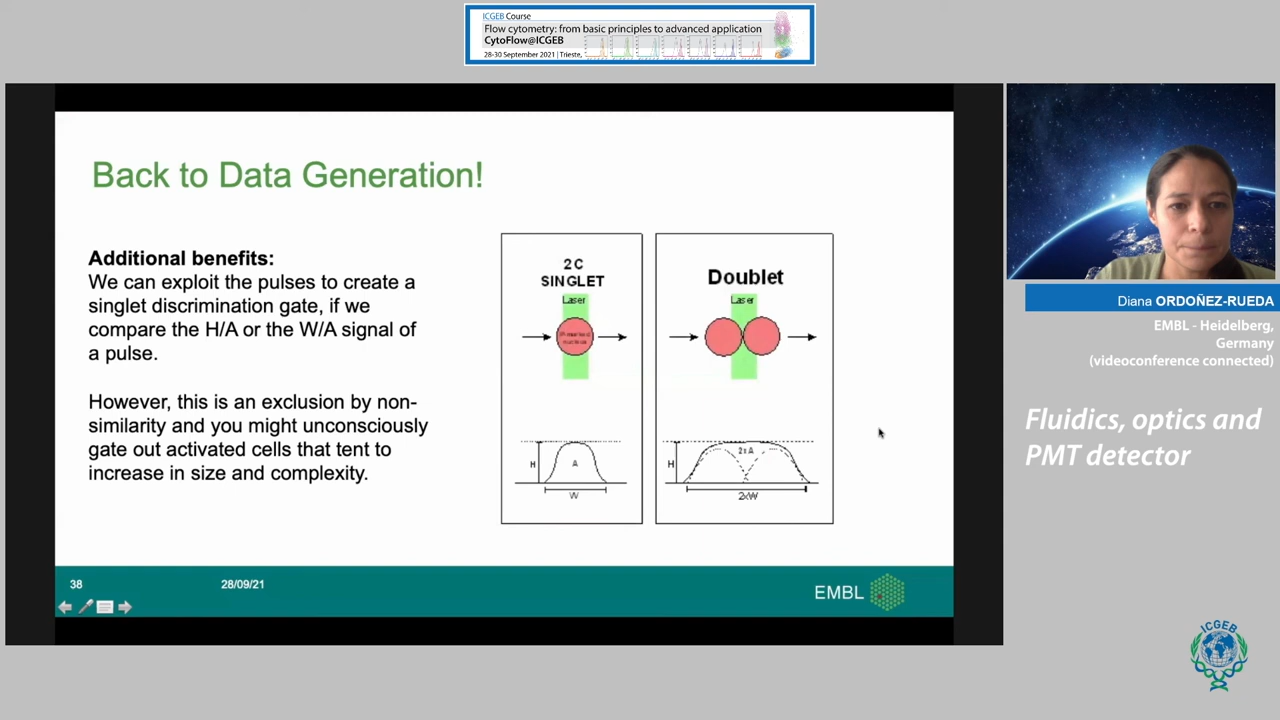 ICGEB Course
Flow cytometry: from basic principles to advanced application
CytoFlow@ICGEB
28-30 September 2021 | Trieste,
Back to Data Generation!
Additional benefits:
We can exploit the pulses to create a
singlet discrimination gate, if we
compare the H/A or the W/A signal of
a pulse.
However, this is an exclusion by non-
similarity and you might unconsciously
gate out activated cells that tent to
increase in size and complexity.
2C
SINGLET
Laser
H
A
W
Doublet
Laser
H
2xA
2xW
38
28/09/21
EMBL
Diana ORDOÑEZ-RUEDA
EMBL - Heidelberg,
Germany
(videoconference connected)
Fluidics, optics and
PMT detector
ICGEB